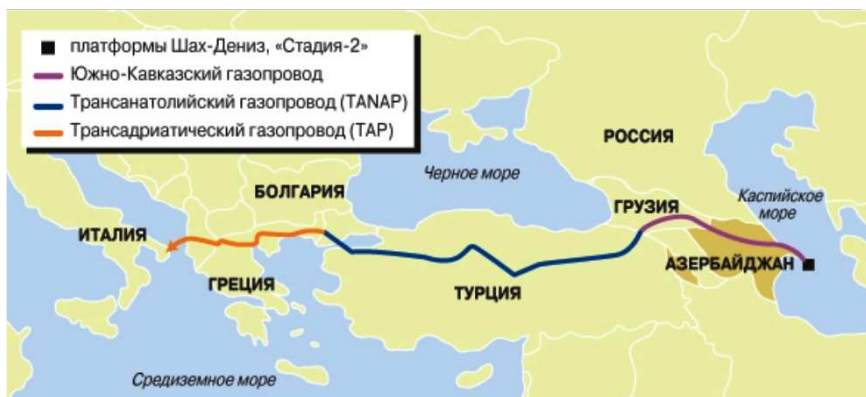 платформы Шах-Дениз, «Стадия-2»
Южно-Кавказский газопровод
Трансанатолийский газопровод (TANAP)
Трансадриатический газопровод (TAP)
РОССИЯ
Черное море
БОЛГАРИЯ
Каспийское
море
ГРУЗИЯ
ИТАЛИЯ
АЗЕРБАЙДЖАН
ГРЕЦИЯ
ТУРЦИЯ
Средиземное море